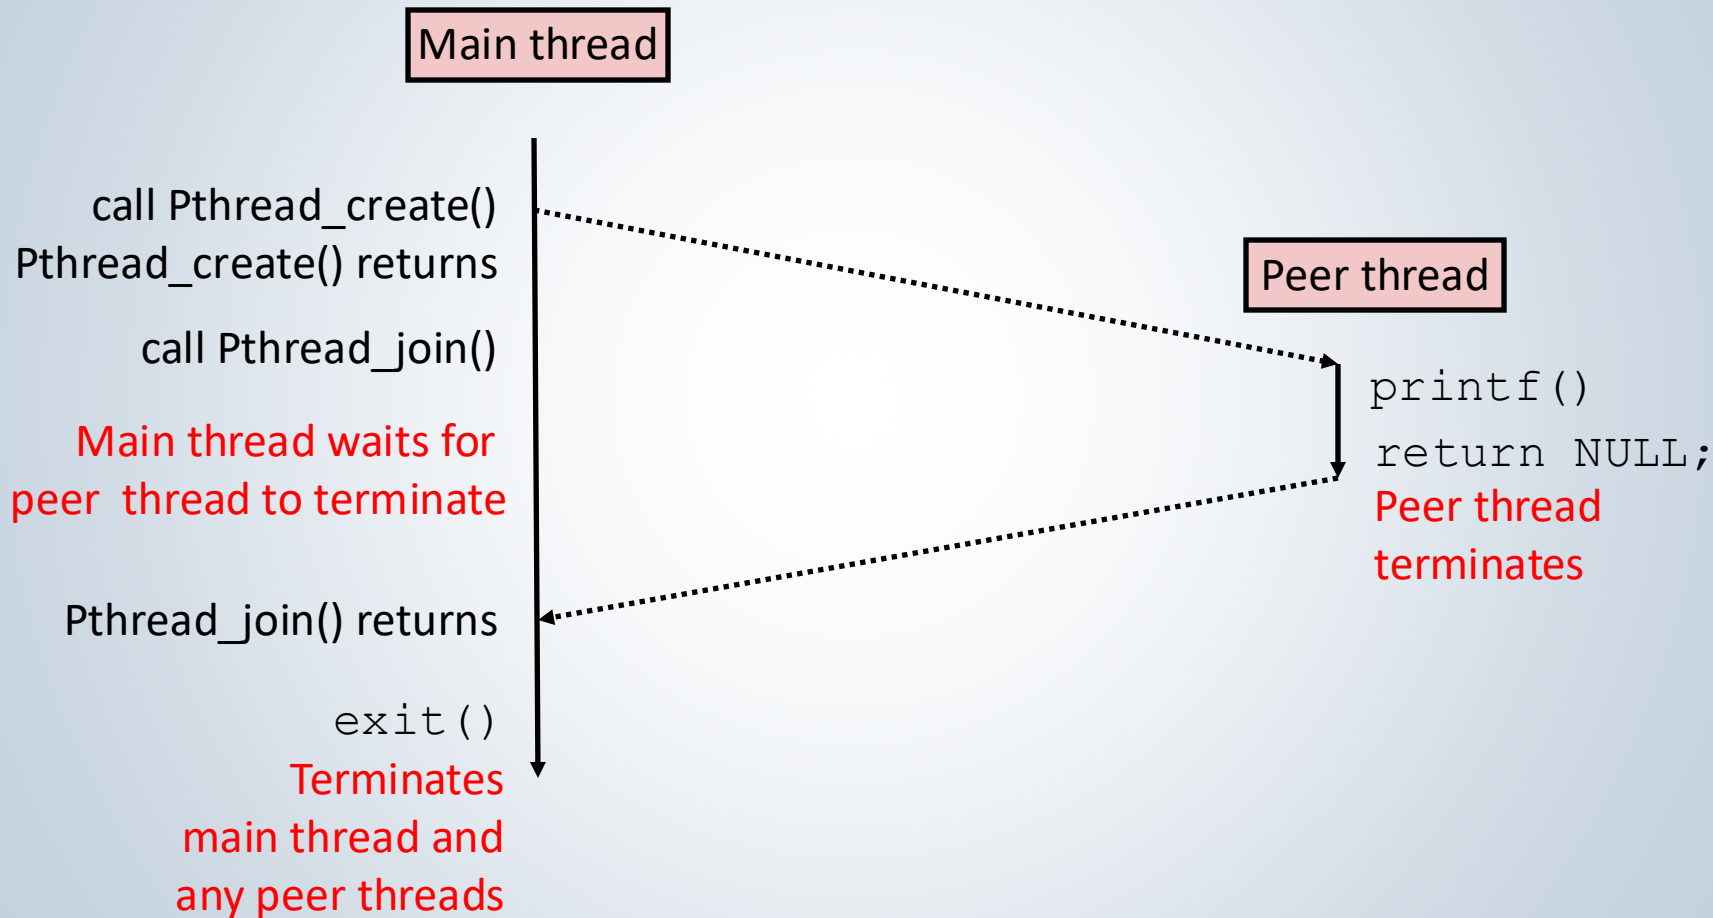 Main thread
call Pthread_create()
Pthread_create() returns
call Pthread_join()
Main thread waits for
peer thread to terminate
Pthread_join() returns
exit()
Terminates
main thread and
any peer threads
Peer thread
printf()
return NULL;
Peer thread
terminates